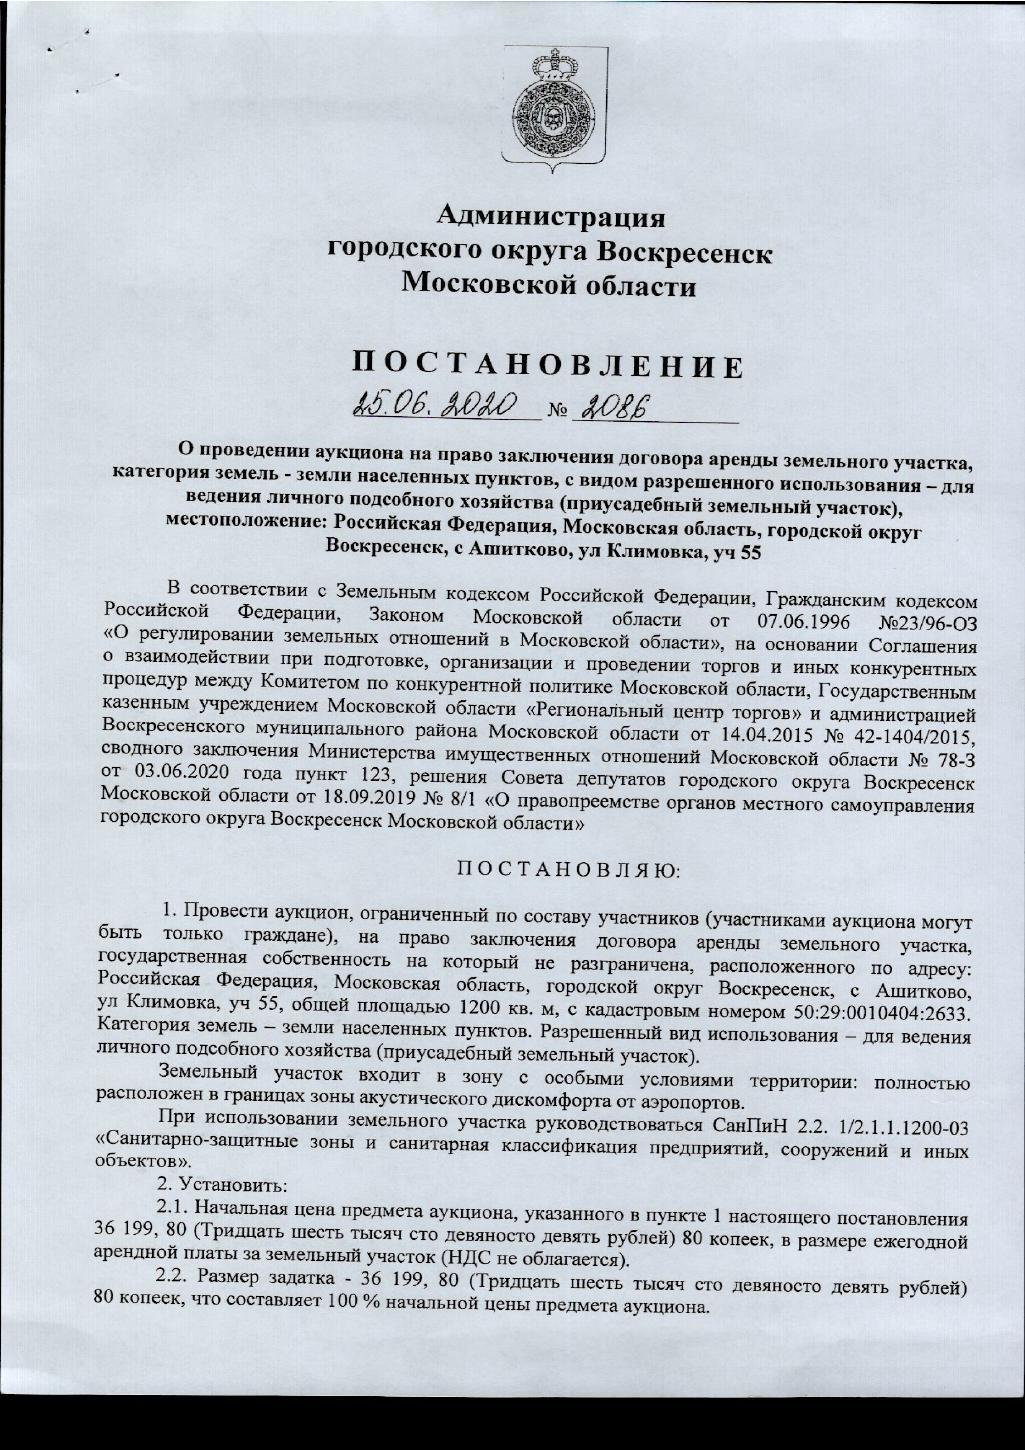 Администрация
городского округа Воскресенск
Московской области
ПОСТАНОВЛЕНИЕ
25.06.2020 № 2086
О проведении аукциона на право заключения договора аренды земельного участка,
категория земель - земли населенных пунктов, с видом разрешенного использования – для
ведения личного подсобного хозяйства (приусадебный земельный участок),
местоположение: Российская Федерация, Московская область, городской округ
Воскресенск, с Ашитково, ул Климовка, уч 55
В соответствии с Земельным кодексом Российской Федерации, Гражданским кодексом
Российской Федерации, Законом Московской области от 07.06.1996 №23/96-ОЗ
«О регулировании земельных отношений в Московской области», на основании Соглашения
о взаимодействии при подготовке, организации и проведении торгов и иных конкурентных
процедур между Комитетом по конкурентной политике Московской области, Государственным
казенным учреждением Московской области «Региональный центр торгов» и администрацией
Воскресенского муниципального района Московской области от 14.04.2015 № 42-1404/2015,
сводного заключения Министерства имущественных отношений Московской области № 78-З
от 03.06.2020 года пункт 123, решения Совета депутатов городского округа Воскресенск
Московской области от 18.09.2019 № 8/1 «О правопреемстве органов местного самоуправления
городского округа Воскресенск Московской области»
ПОСТАНОВЛЯЮ:
1. Провести аукцион, ограниченный по составу участников (участниками аукциона могут
быть только граждане), на право заключения договора аренды земельного участка,
государственная собственность на который не разграничена, расположенного по адресу:
Российская Федерация, Московская область, городской округ Воскресенск, с Ашитково,
ул Климовка, уч 55, общей площадью 1200 кв. м, с кадастровым номером 50:29:0010404:2633.
Категория земель – земли населенных пунктов. Разрешенный вид использования – для ведения
личного подсобного хозяйства (приусадебный земельный участок).
Земельный участок входит в зону с особыми условиями территории: полностью
расположен в границах зоны акустического дискомфорта от аэропортов.
При использовании земельного участка руководствоваться СанПиН 2.2. 1/2.1.1.1200-03
«Санитарно-защитные зоны и санитарная классификация предприятий, сооружений и иных
объектов».
2. Установить:
2.1. Начальная цена предмета аукциона, указанного в пункте 1 настоящего постановления
36 199, 80 (Тридцать шесть тысяч сто девяносто девять рублей) 80 копеек, в размере ежегодной
арендной платы за земельный участок (НДС не облагается).
2.2. Размер задатка - 36 199, 80 (Тридцать шесть тысяч сто девяносто девять рублей)
80 копеек, что составляет 100 % начальной цены предмета аукциона.